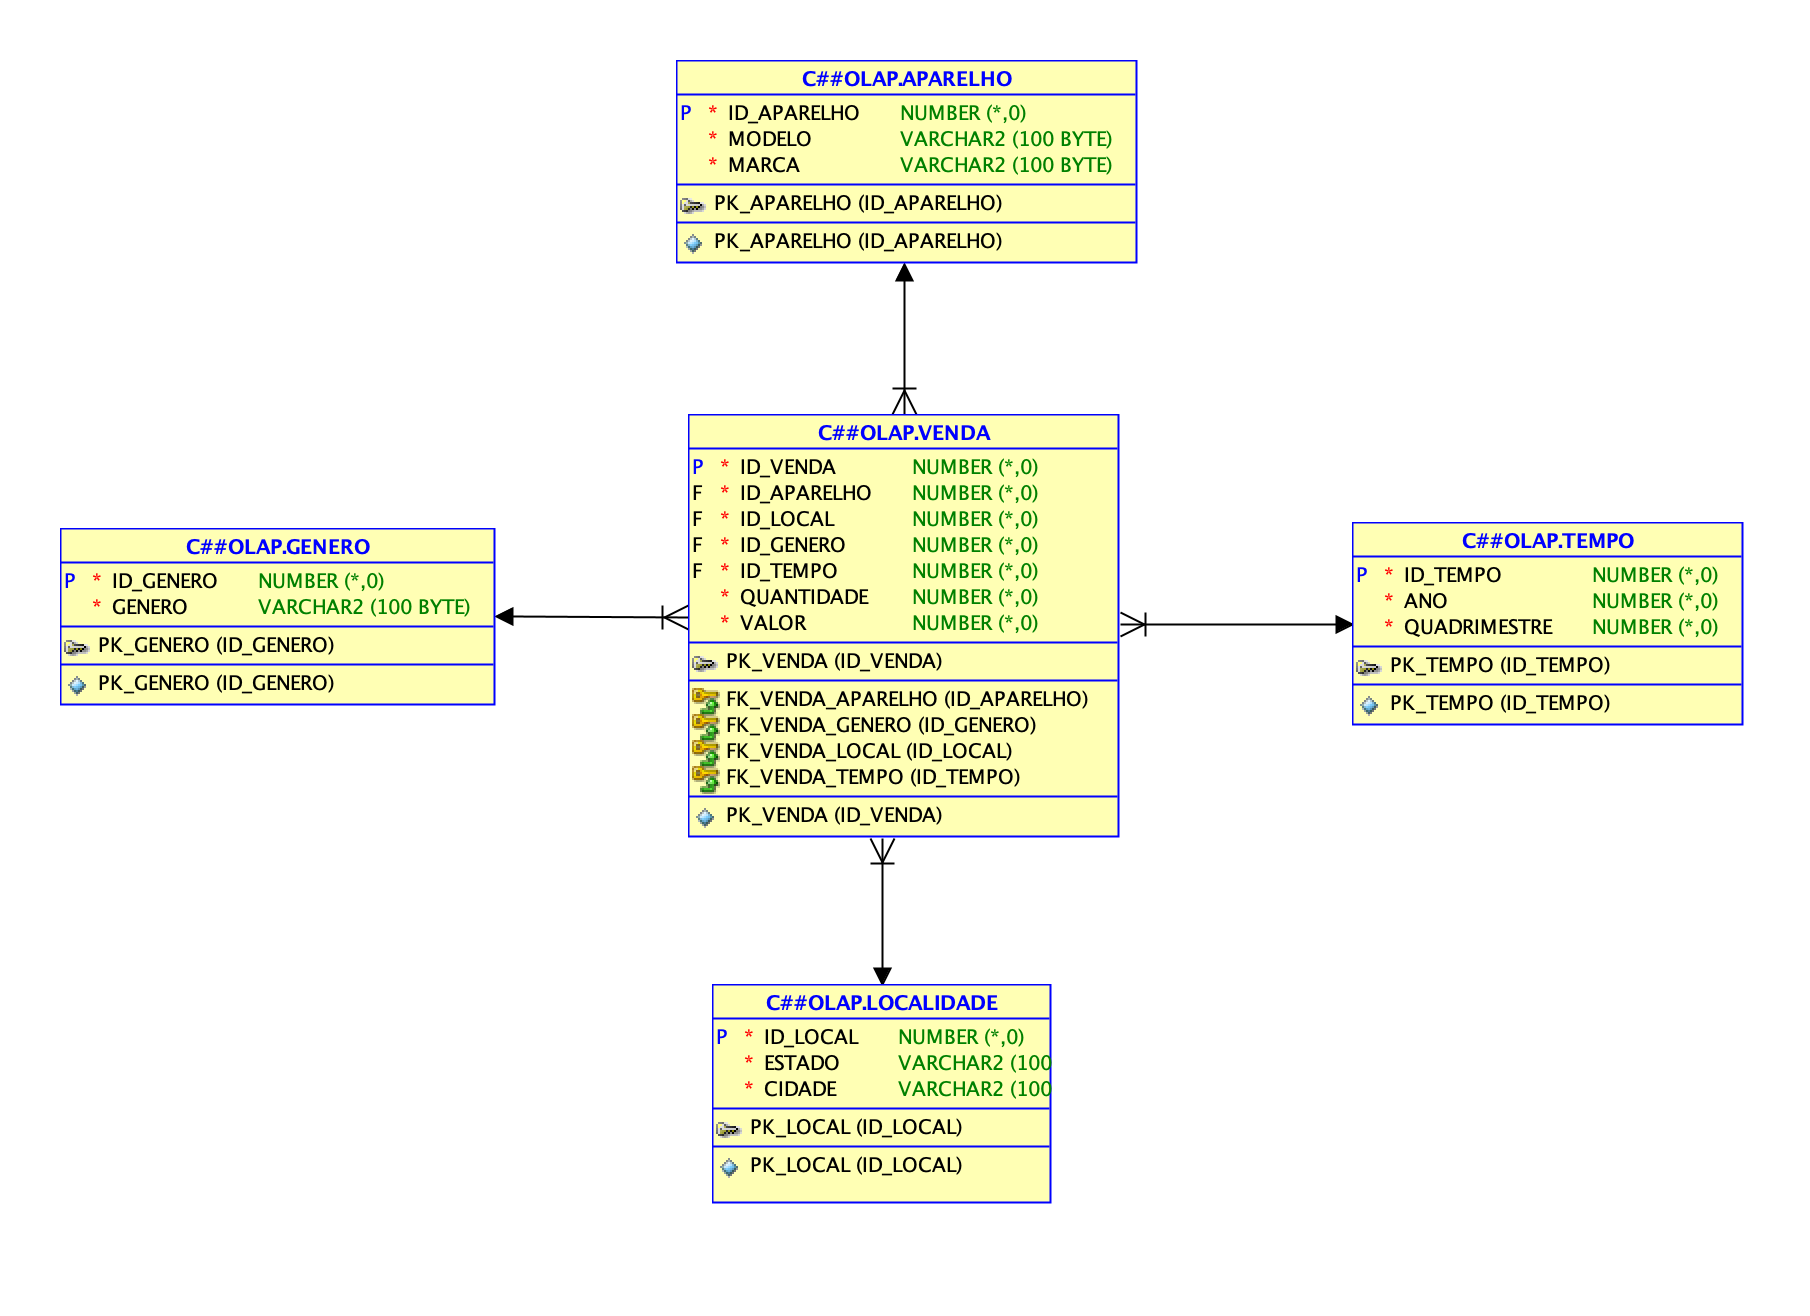 C##OLAP.APARELHO
P * ID_APARELHO NUMBER (*,0)
* MODELO VARCHAR2 (100 BYTE)
* MARCA VARCHAR2 (100 BYTE)
PK_APARELHO (ID_APARELHO)
PK_APARELHO (ID_APARELHO)
C##OLAP.GENERO
P * ID_GENERO NUMBER (*,0)
* GENERO VARCHAR2 (100 BYTE)
PK_GENERO (ID_GENERO)
PK_GENERO (ID_GENERO)
C##OLAP.VENDA
P * ID_VENDA NUMBER (*,0)
F * ID_APARELHO NUMBER (*,0)
F * ID_LOCAL NUMBER (*,0)
F * ID_GENERO NUMBER (*,0)
F * ID_TEMPO NUMBER (*,0)
* QUANTIDADE NUMBER (*,0)
* VALOR NUMBER (*,0)
PK_VENDA (ID_VENDA)
FK_VENDA_APARELHO (ID_APARELHO)
FK_VENDA_GENERO (ID_GENERO)
FK_VENDA_LOCAL (ID_LOCAL)
FK_VENDA_TEMPO (ID_TEMPO)
PK_VENDA (ID_VENDA)
C##OLAP.TEMPO
P * ID_TEMPO NUMBER (*,0)
* ANO NUMBER (*,0)
* QUADRIMESTRE NUMBER (*,0)
PK_TEMPO (ID_TEMPO)
PK_TEMPO (ID_TEMPO)
C##OLAP.LOCALIDADE
P * ID_LOCAL NUMBER (*,0)
* ESTADO VARCHAR2 (100
* CIDADE VARCHAR2 (100
PK_LOCAL (ID_LOCAL)
PK_LOCAL (ID_LOCAL)